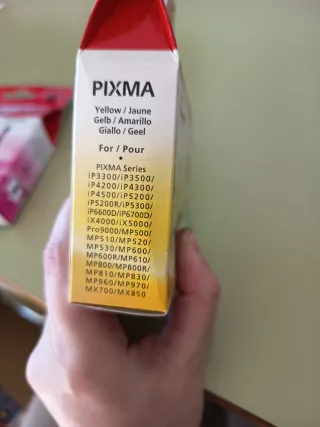 PIXMA
Yellow / Jaune
Gelb / Amarillo
Giallo / Geel
For / Pour
•
PIXMA Series
iP3300/iP3500/
iP4200/iP4300/
iP4500/iP5200/
iP5200R/iP5300/
iP6600D/iP6700D/
iX4000/iX5000/
Pro9000/MP500/
MP510/MP520/
MP530/MP600/
MP600R/MP610/
MP800/MP800R/
MP810/MP830/
MP960/MP970/
MX700/MX850